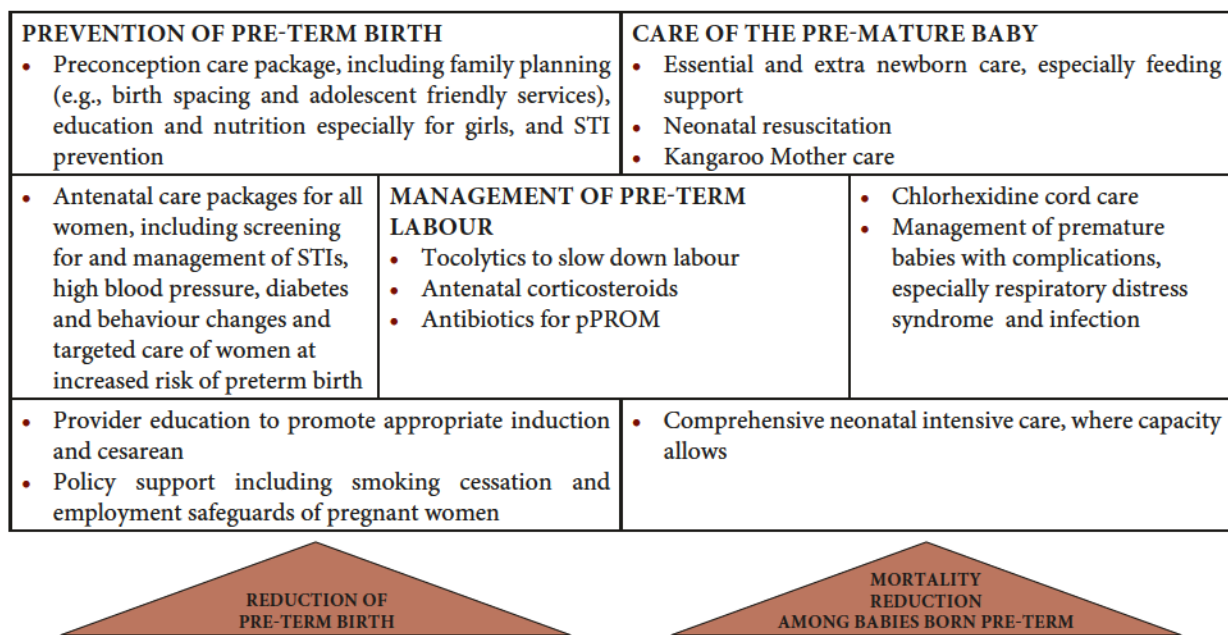 PREVENTION OF PRE-TERM BIRTH
• Preconception care package, including family planning
(e.g., birth spacing and adolescent friendly services),
education and nutrition especially for girls, and STI
prevention
CARE OF THE PRE-MATURE BABY
• Essential and extra newborn care, especially feeding
support
• Neonatal resuscitation
• Kangaroo Mother care
• Antenatal care packages for all
women, including screening
for and management of STIs,
high blood pressure, diabetes
and behaviour changes and
targeted care of women at
increased risk of preterm birth
MANAGEMENT OF PRE-TERM
LABOUR
• Tocolytics to slow down labour
• Antenatal corticosteroids
• Antibiotics for pPROM
• Chlorhexidine cord care
• Management of premature
babies with complications,
especially respiratory distress
syndrome and infection
• Provider education to promote appropriate induction
and cesarean
• Policy support including smoking cessation and
employment safeguards of pregnant women
• Comprehensive neonatal intensive care, where capacity
allows
REDUCTION OF
PRE-TERM BIRTH
MORTALITY
REDUCTION
AMONG BABIES BORN PRE-TERM